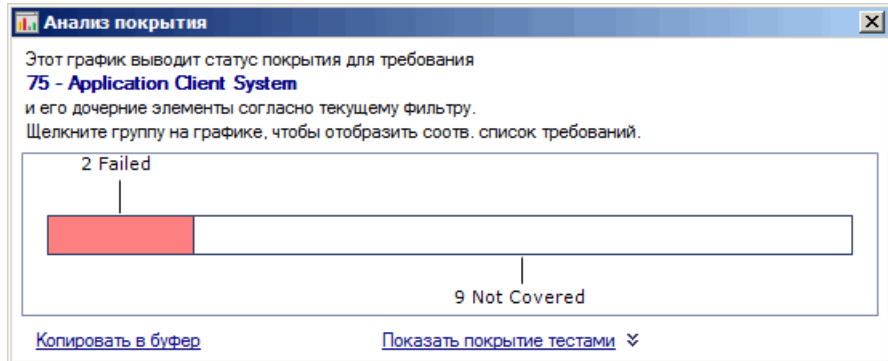 Анализ покрытия
Этот график выводит статус покрытия для требования
75 - Application Client System
и его дочерние элементы согласно текущему фильтру.
Щелкните группу на графике, чтобы отобразить соотв. список требований.
2 Failed
9 Not Covered
Копировать в буфер Показать покрытие тестами